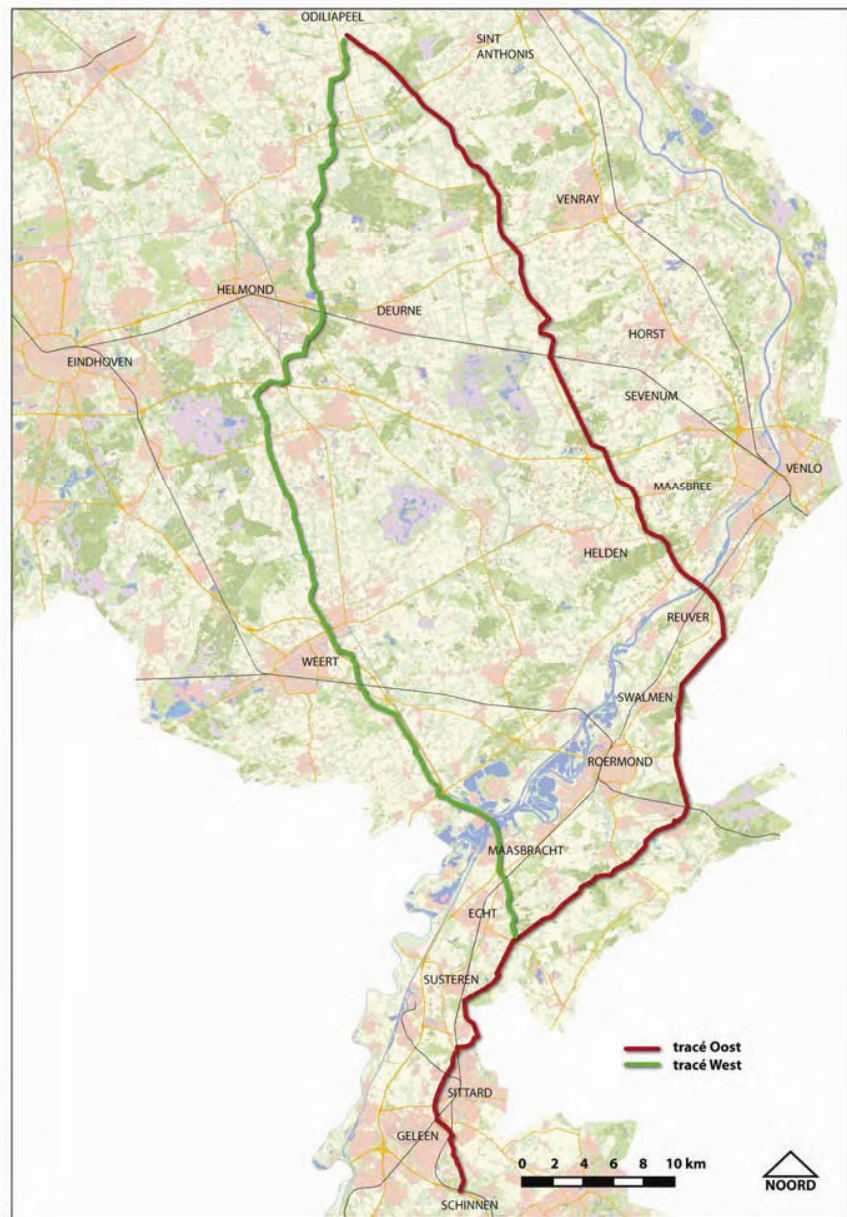 ODILIAPEEL
SINT
ANTHONIS
VENRAY
HELMOND
DEURNE
HORST
EINDHOVEN
SEVENUM
VENLO
MAASBREE
HELDEN
REUVER
WEERT
SWALMEN
ROERMOND
MAASBRACHT
ECHT
SUSTEREN
tracé Oost
tracé West
SITTARD
GELEEN
0 2 4 6 8 10 km
NOORD
SCHINNEN